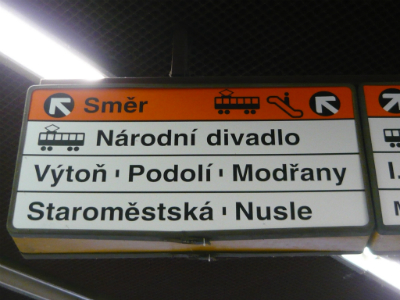 Směr
Národní divadlo
Výtoň Podolí Modřany
Staroměstská Nusle
I.